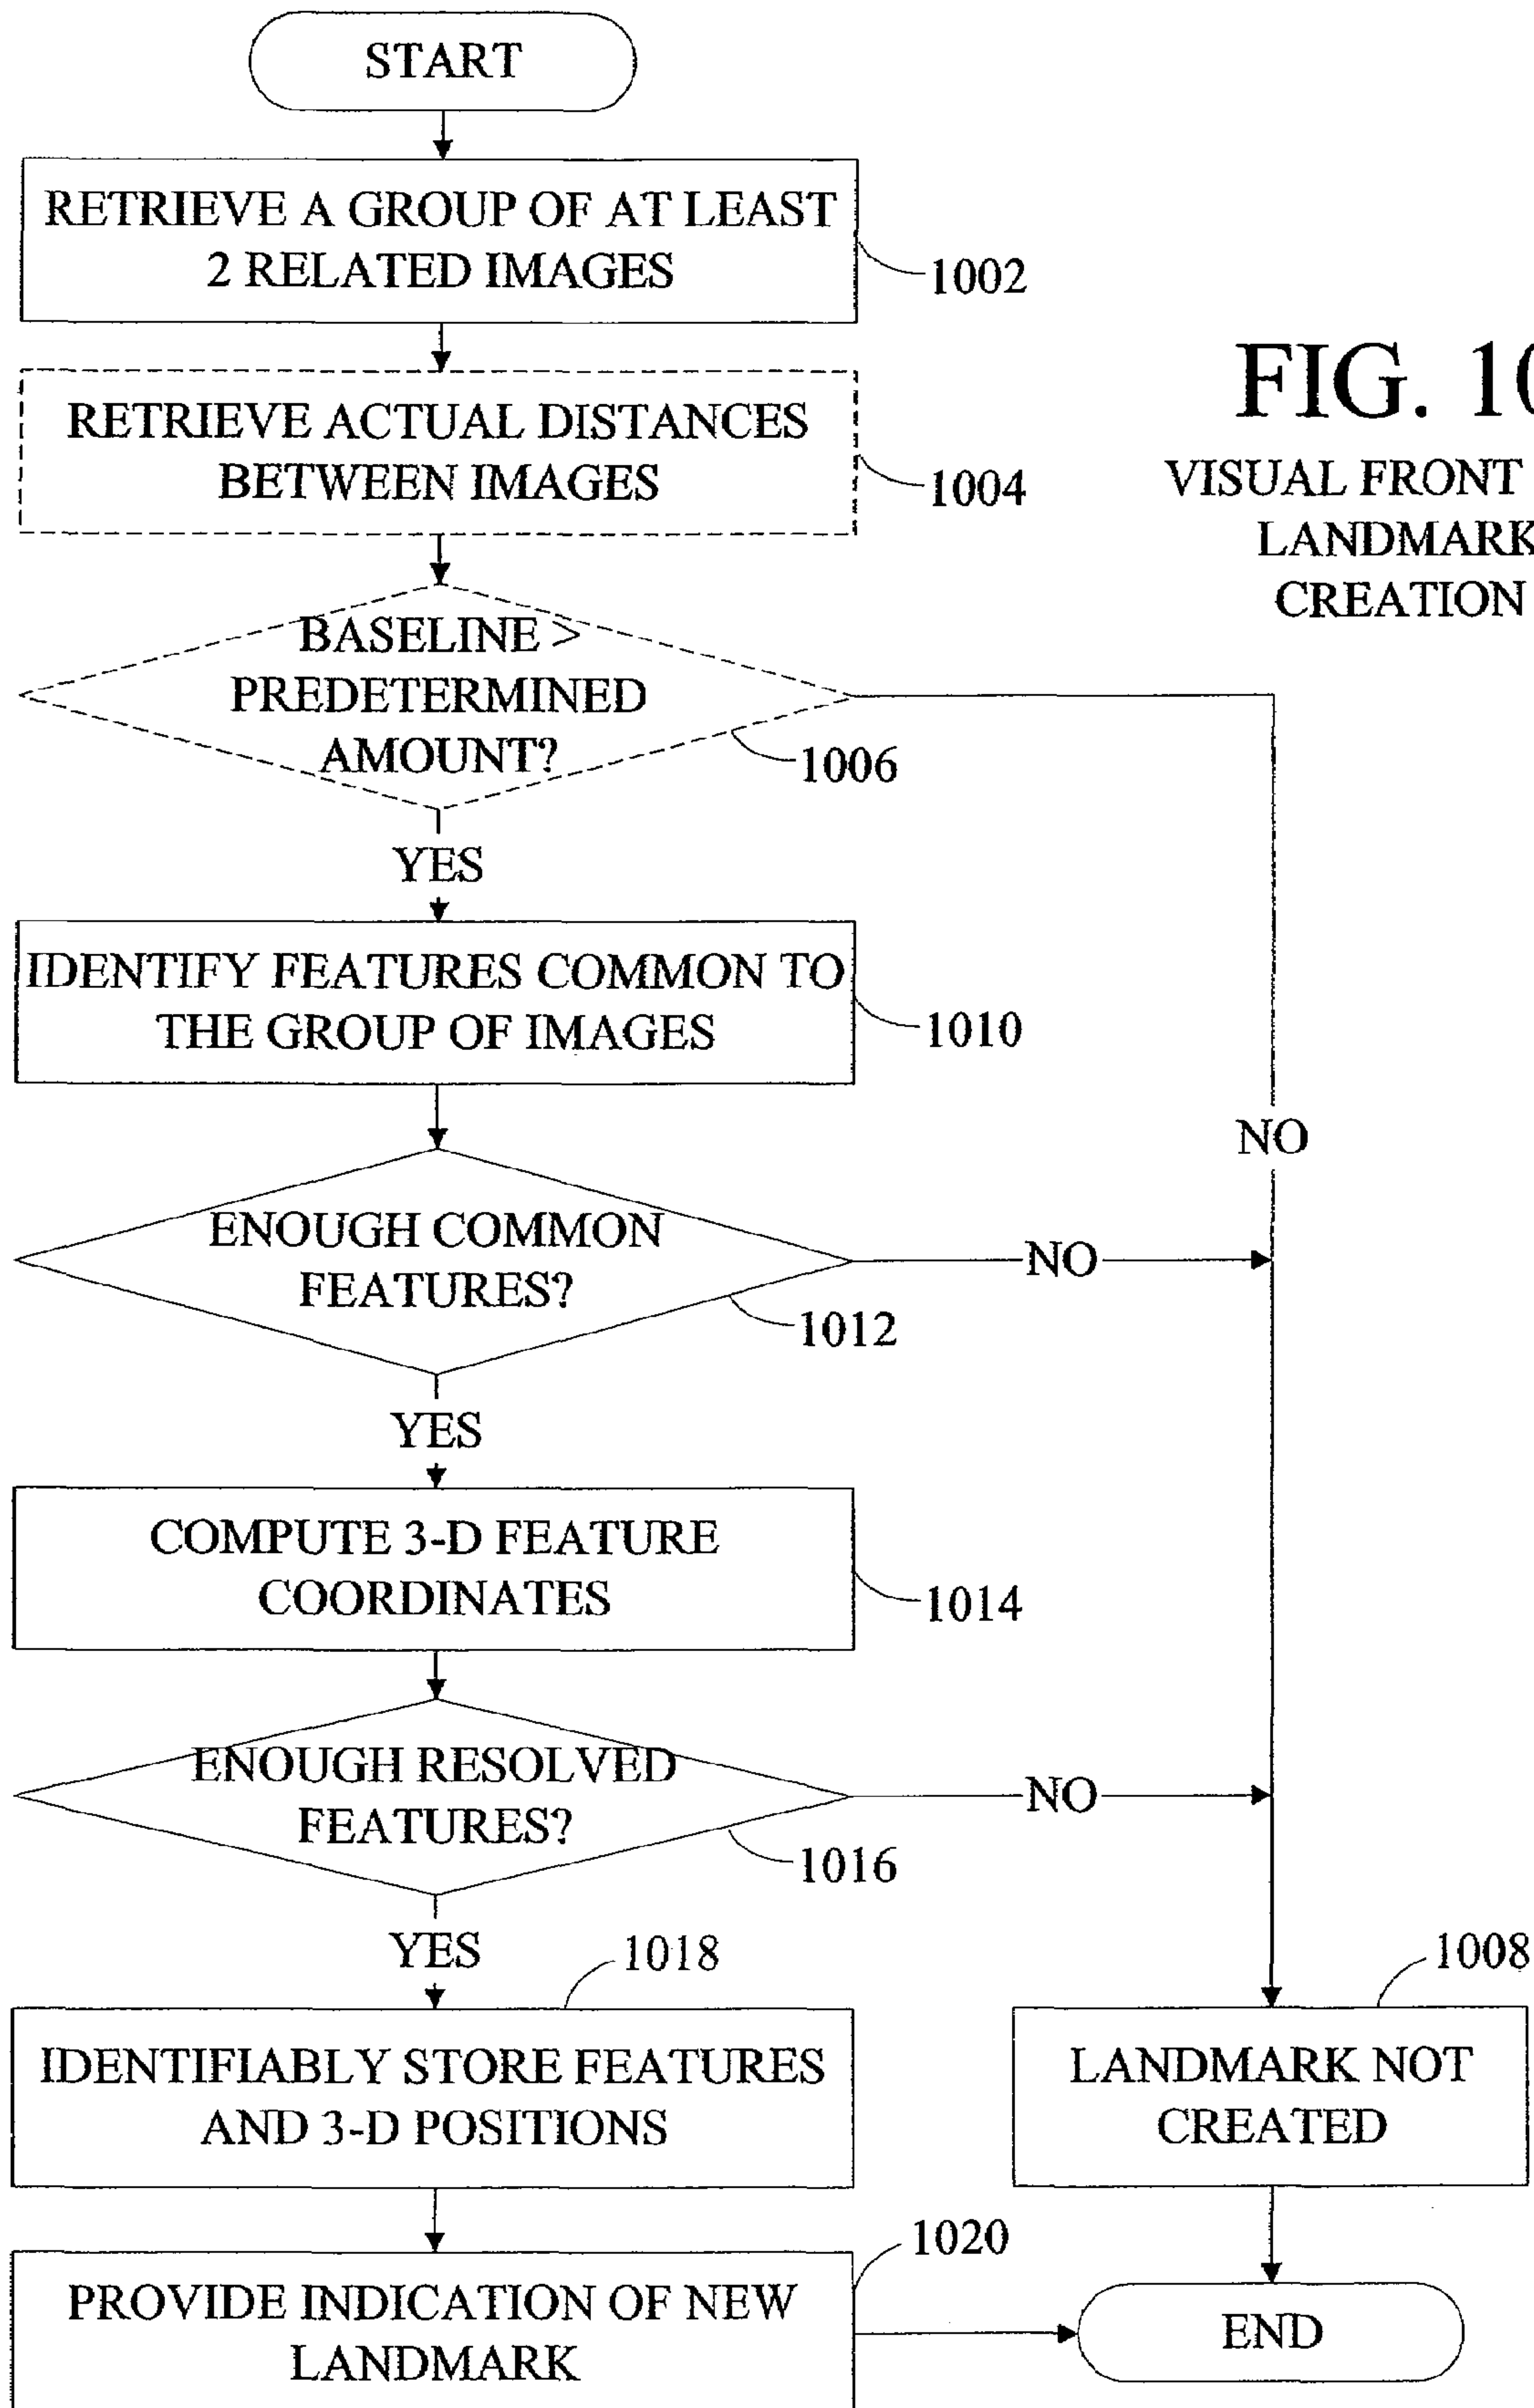 START
RETRIEVE A GROUP OF AT LEAST
2 RELATED IMAGES
1002
FIG. 10
VISUAL FRONT
LANDMARK
CREATION
RETRIEVE ACTUAL DISTANCES
BETWEEN IMAGES
1004
BASELINE >
PREDETERMINED
AMOUNT?
1006
YES
IDENTIFY FEATURES COMMON TO
THE GROUP OF IMAGES
1010
NO
ENOUGH COMMON
FEATURES?
NO
1012
YES
COMPUTE 3-D FEATURE
COORDINATES
1014
ENOUGH RESOLVED
FEATURES?
NO
1016
YES
1018
1008
IDENTIFIABLY STORE FEATURES
AND 3-D POSITIONS
LANDMARK NOT
CREATED
1020
PROVIDE INDICATION OF NEW
LANDMARK
END